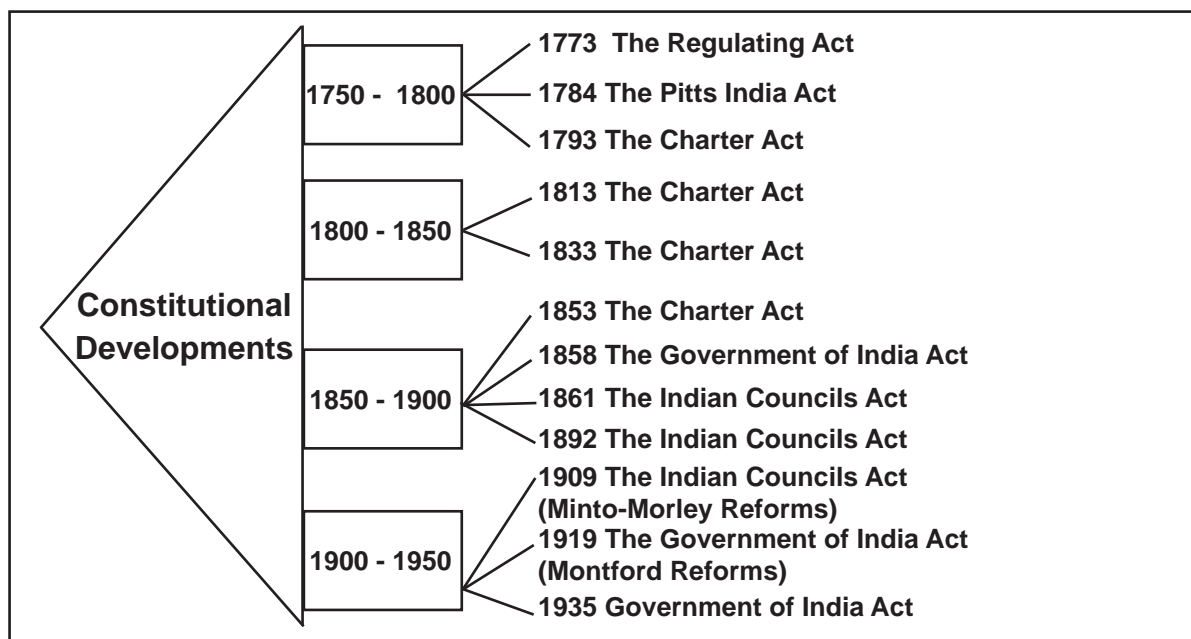 Constitutional
Developments
1750 - 1800
1773 The Regulating Act
1784 The Pitts India Act
1793 The Charter Act
1800 - 1850
1813 The Charter Act
1833 The Charter Act
1850 - 1900
1853 The Charter Act
1858 The Government of India Act
1861 The Indian Councils Act
1892 The Indian Councils Act
1900 - 1950
1909 The Indian Councils Act
(Minto-Morley Reforms)
1919 The Government of India Act
(Montford Reforms)
1935 Government of India Act